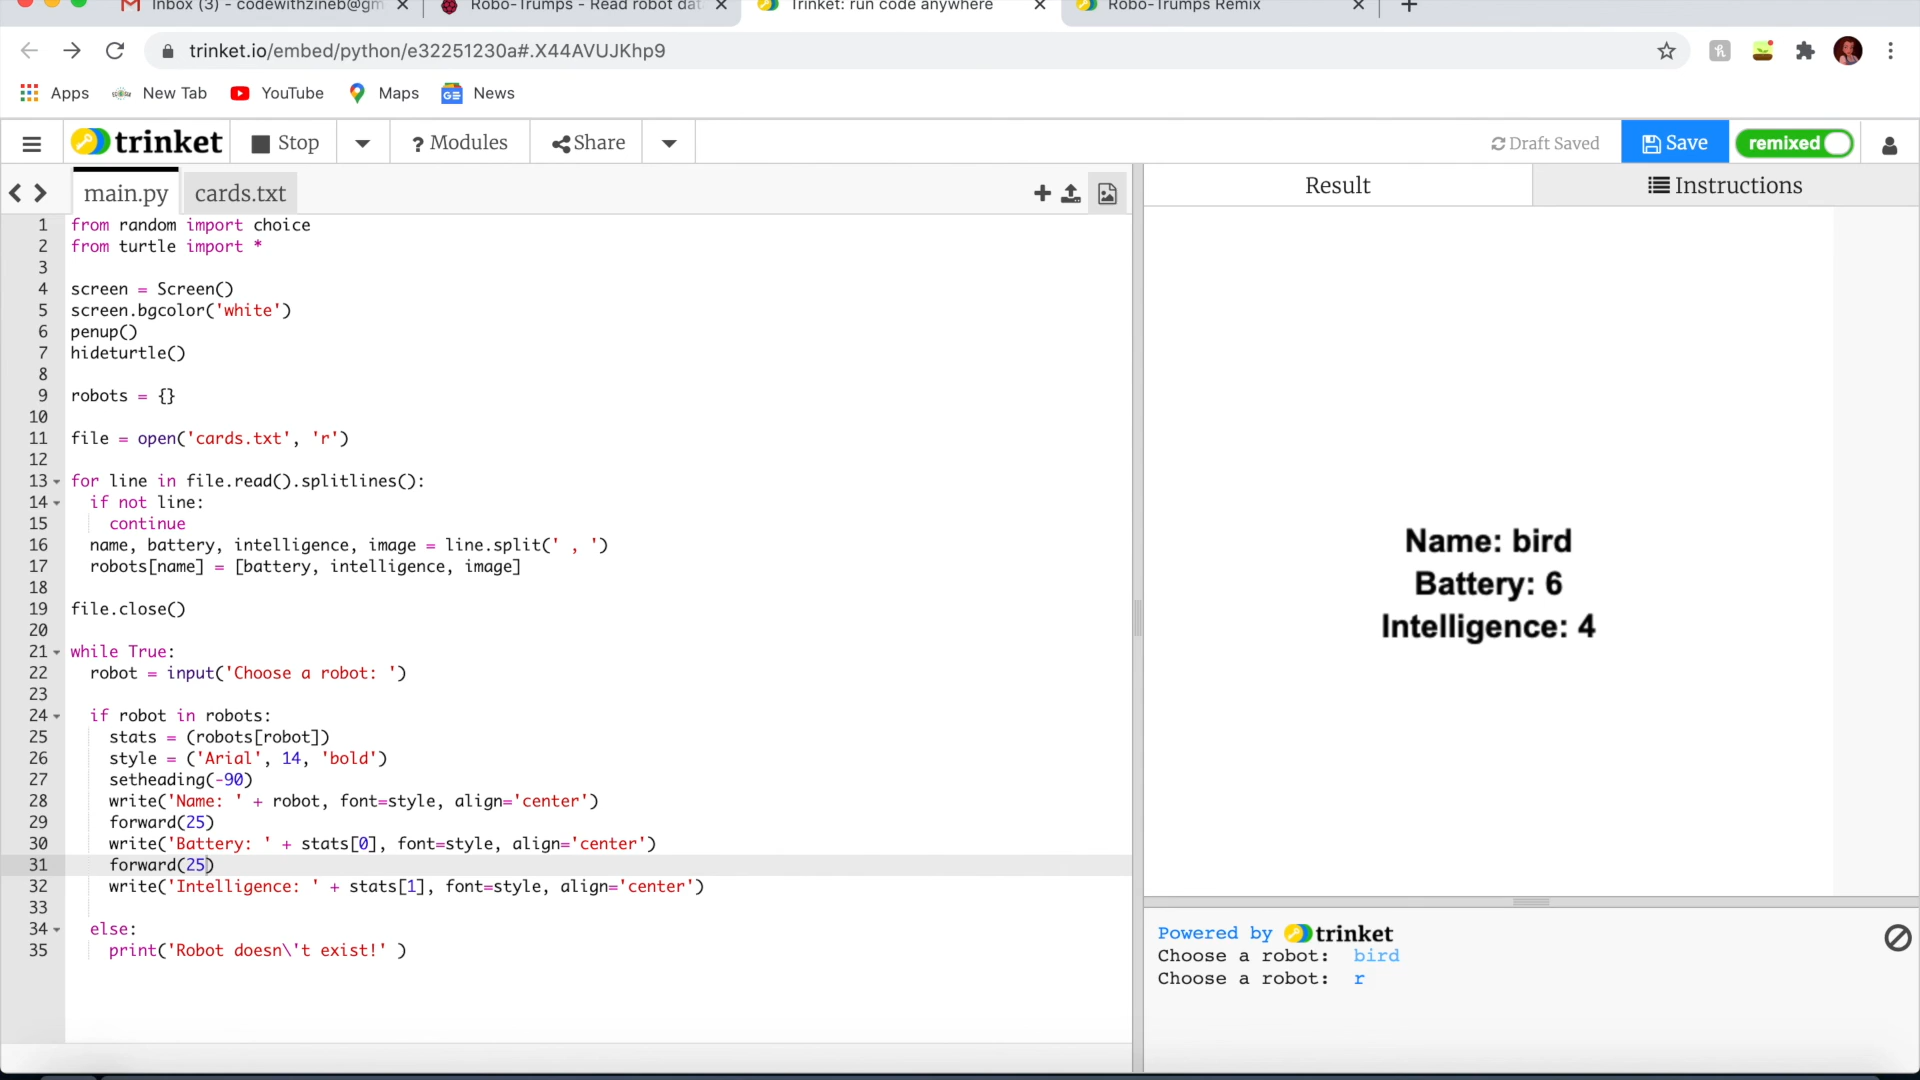 Inbox (3) - codewithzineb@gm
Robo-Trumps - Read robot dat
Trinket: run code anywhere
Robo-Trumps Remix
trinket.io/embed/python/e32251230a#.X44AVUJKhp9
Apps
New Tab
YouTube
Maps
News
trinket
Stop
? Modules
Share
Draft Saved
Save
remixed
main.py
cards.txt
Result
Instructions
1 from random import choice
2 from turtle import *
3
4 screen = Screen()
5 screen.bgcolor('white')
6 penup()
7 hideturtle()
8
9 robots = {}
10
11 file = open('cards.txt', 'r')
12
13 for line in file.read().splitlines():
14   if not line:
15     continue
16   name, battery, intelligence, image = line.split(' , ')
17   robots[name] = [battery, intelligence, image]
18
19 file.close()
20
21 while True:
22   robot = input('Choose a robot: ')
23
24   if robot in robots:
25     stats = (robots[robot])
26     style = ('Arial', 14, 'bold')
27     setheading(-90)
28     write('Name: ' + robot, font=style, align='center')
29     forward(25)
30     write('Battery: ' + stats[0], font=style, align='center')
31     forward(25)
32     write('Intelligence: ' + stats[1], font=style, align='center')
33
34   else:
35     print('Robot doesn\'t exist!' )
Name: bird
Battery: 6
Intelligence: 4
Powered by trinket
Choose a robot: bird
Choose a robot: r